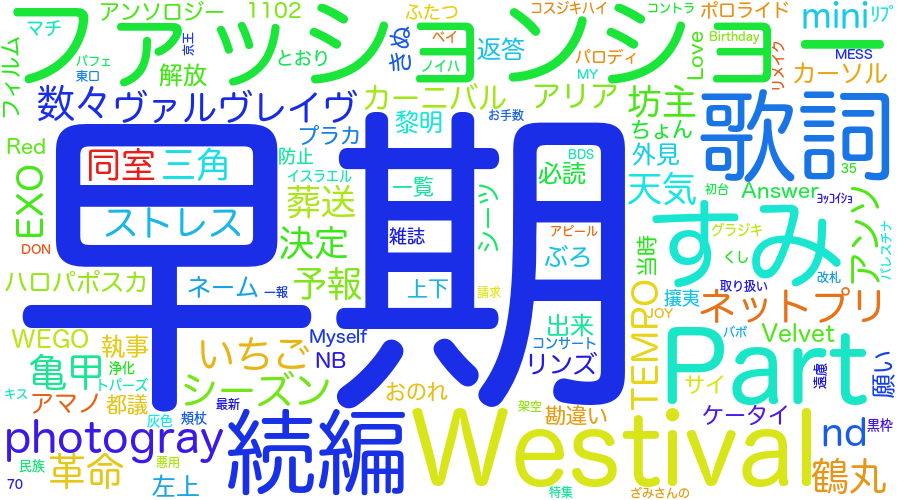 マチ
アンソロジー
1102
ふたつ
コスジキハイ
コントラ
ポロライド
mini
リプ
ファッションショー
フィルム
パフェ
東口
京王
解放
とおり
きぬ
ベイ
ノイハ
返答
パロディ
MY
Love
Birthday
リメイク
MESS
カーソル
数々
ヴァルヴレイヴ
カーニバル
アリア
お手数
坊主
歌詞
Red
同室
三角
プラカ
防止
黎明
ちょん
BDS
必読
外見
35
EXO
イスラエル
一覧
シーツ
天気
初台
Answer
ヨッコイショ
アンソン
ストレス
葬送
早期
雑誌
アピール
すみ
グラジキ
パレスチナ
DON
決定
ぶろ
当時
くし
改札
ハロパポスカ
ネーム
一報
予報
上下
請求
取り扱い
攘夷
ネットプリ
JOY
TEMPO
WEGO
執事
Myself
NB
出来
コンサート
リンズ
Part
バボ
Velvet
亀甲
浄化
トパーズ
いちご
遠慮
願い
キス
アマノ
都議
シーズン
おのれ
サイ
灰色
頬杖
最新
架空
勘違い
ケータイ
黒枠
photogray
続編
Westival
nd
民族
革命
悪用
70
左上
特集
ざみさんの
鶴丸